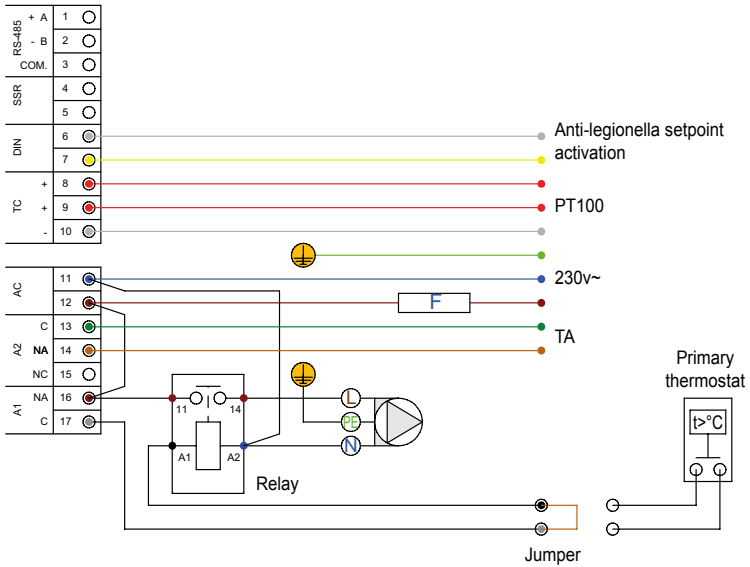 RS-485
+ A 1
- B 2
COM. 3
SSR
4
5
DIN
6
7
Anti-legionella setpoint
activation
TC
+ 8
+ 9
- 10
PT100
AC
11
12
230v~
F
A2
C 13
NA 14
NC 15
TA
A1
NA 16
C 17
11 14
A1 A2
Relay
L
PE
N
Primary
thermostat
t>°C
Jumper